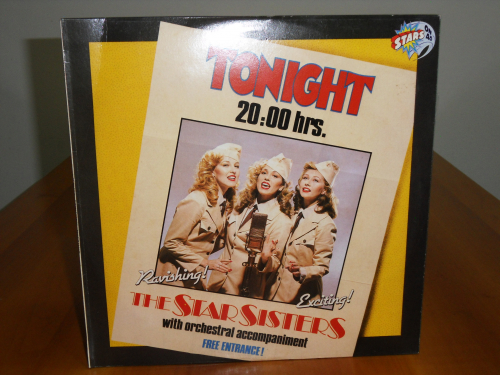 STARS
TONIGHT
20:00 hrs.
Ravishing!
Exciting!
THE STAR SISTERS
with orchestral accompaniment
FREE ENTRANCE!